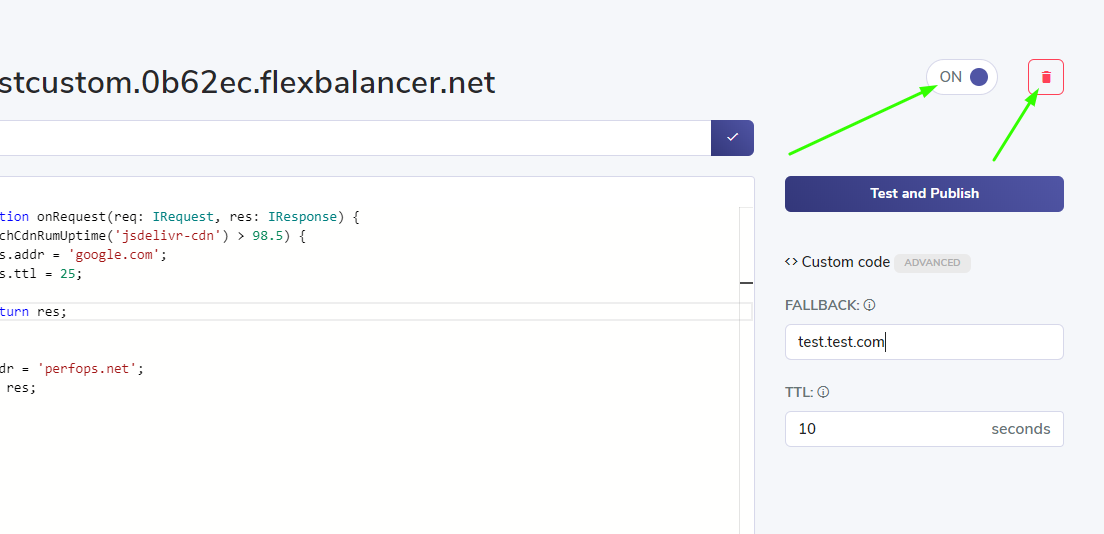 stcustom.0b62ec.flexbalancer.net
ON
Test and Publish
tion onRequest(req: IRequest, res: IResponse) {
chCdnRumUptime('jsdelivr-cdn') > 98.5) {
s.addr = 'google.com';
s.ttl = 25;
turn res;
dr = 'perfops.net';
res;
<> Custom code ADVANCED
FALLBACK:
test.test.com
TTL:
10 seconds